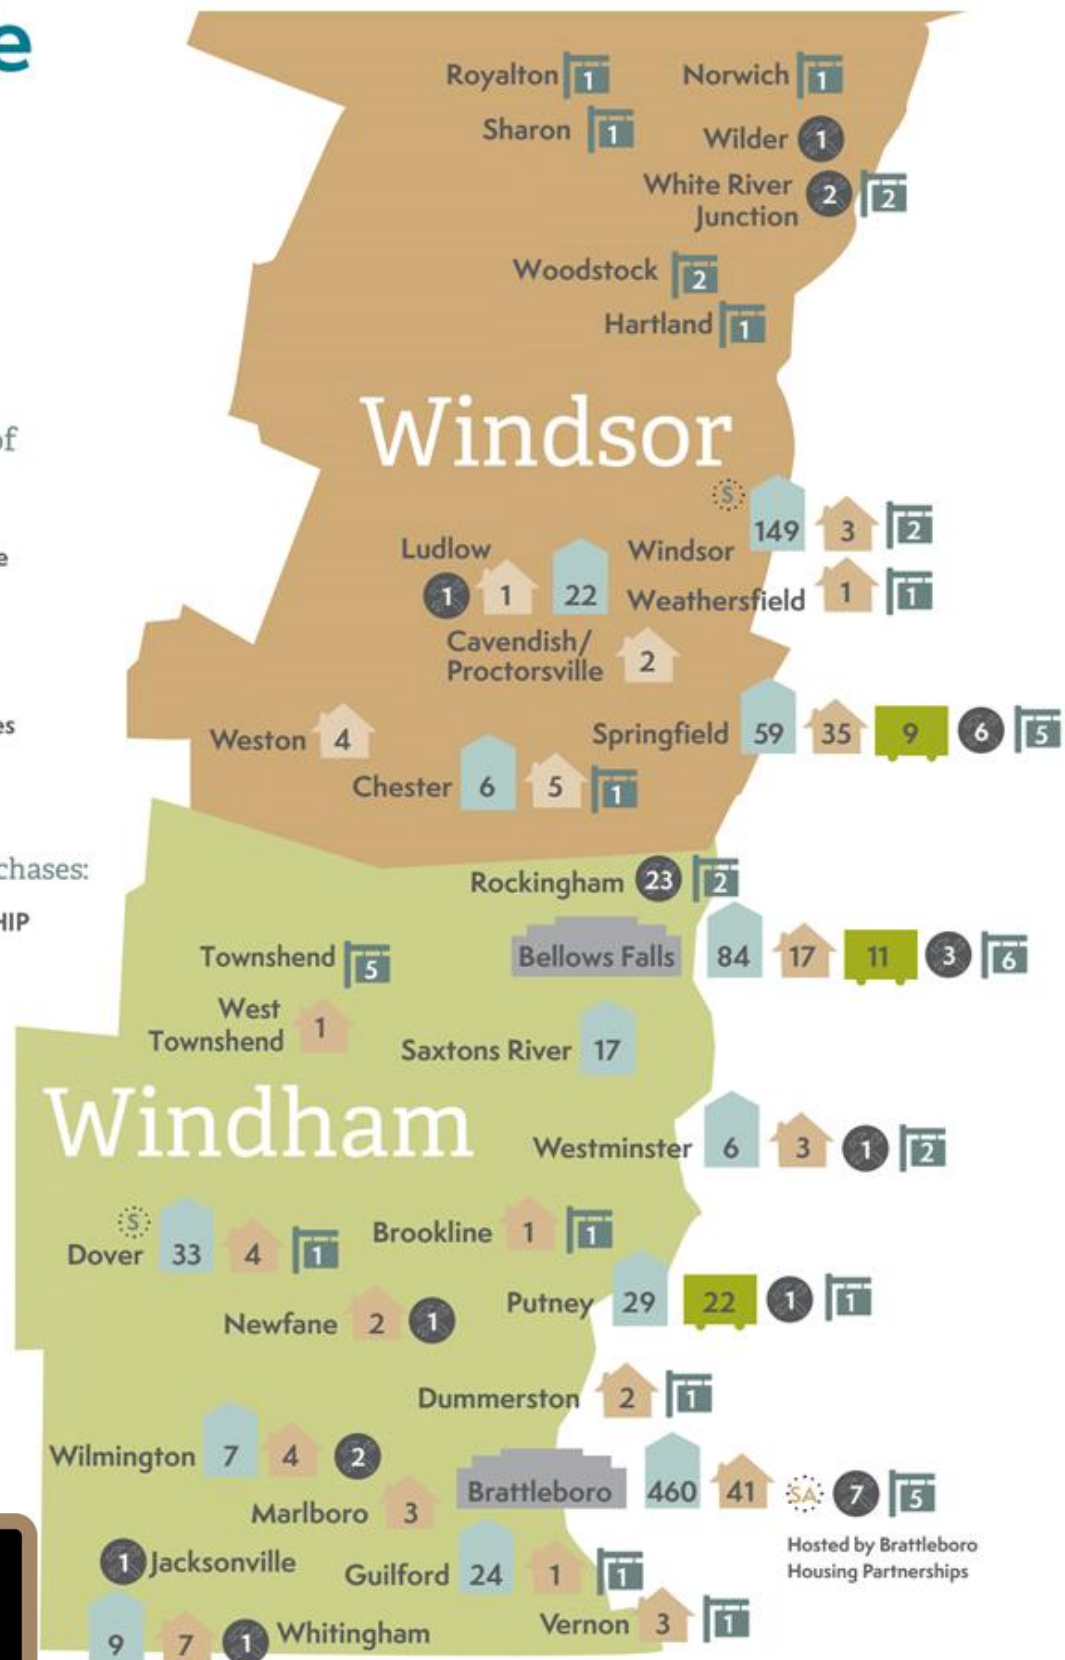 e
Royalton 1
Norwich 1
Sharon 1
Wilder 1
White River
Junction 2 2
Woodstock 2
Hartland 1
of
Windsor
S
Windsor 149 3 2
e
Ludlow
1 1 22
Weathersfield 1 1
Cavendish/
Proctorsville 2
es
Weston 4
Springfield 59 35 9 6 5
Chester 6 5 1
chases:
Rockingham 23 2
HIP
Bellows Falls 84 17 11 3 6
Townshend 5
West
Townshend 1
Saxtons River 17
Windham
Westminster 6 3 1 2
S
Dover 33 4 1
Brookline 1 1
Putney 29 22 1 1
Newfane 2 1
Dummerston 2 1
Wilmington 7 4 2
Brattleboro 460 41 SA 7 5
Marlboro 3
Hosted by Brattleboro
Housing Partnerships
1 Jacksonville
Guilford 24 1 1
Vernon 3 1
9 7 1 Whitingham